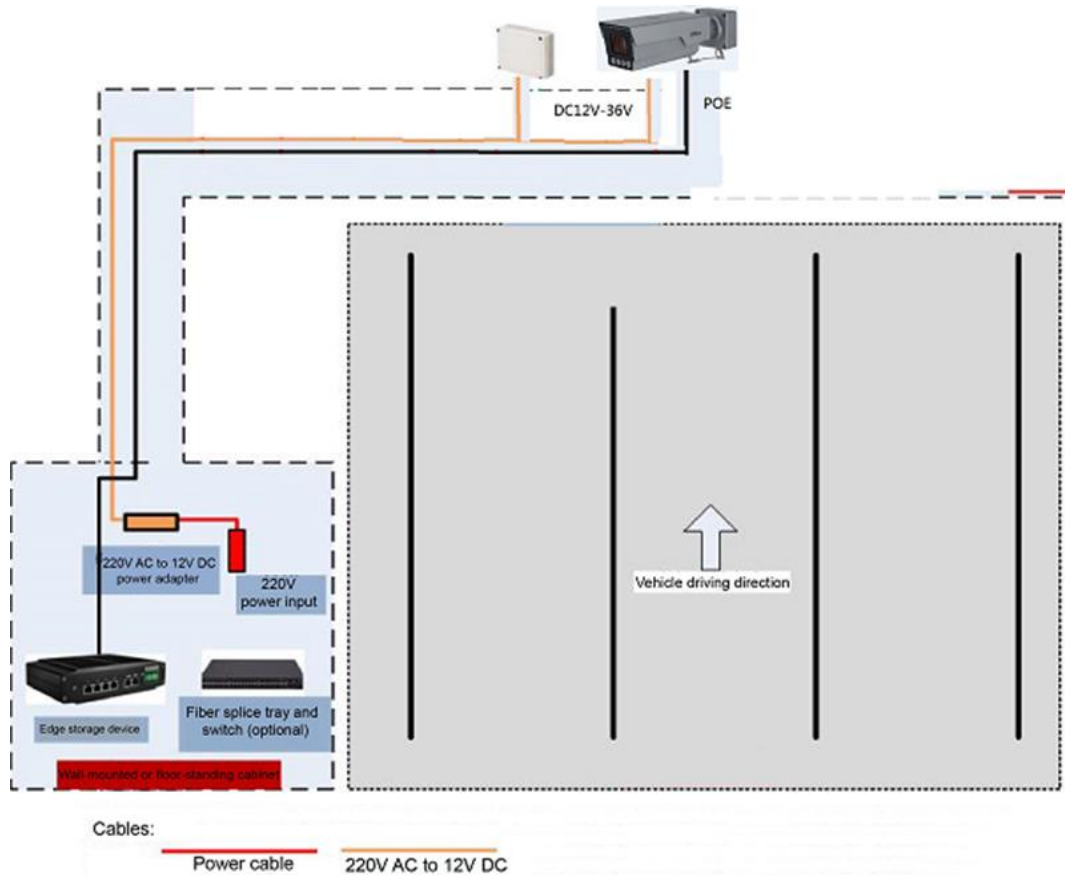 DC12V-36V
POE
220V AC to 12V DC
power adapter
220V
power input
Vehicle driving direction
Edge storage device
Fiber splice tray and
switch (optional)
Wall mounted or floor-standing cabinet
Cables:
Power cable
220V AC to 12V DC